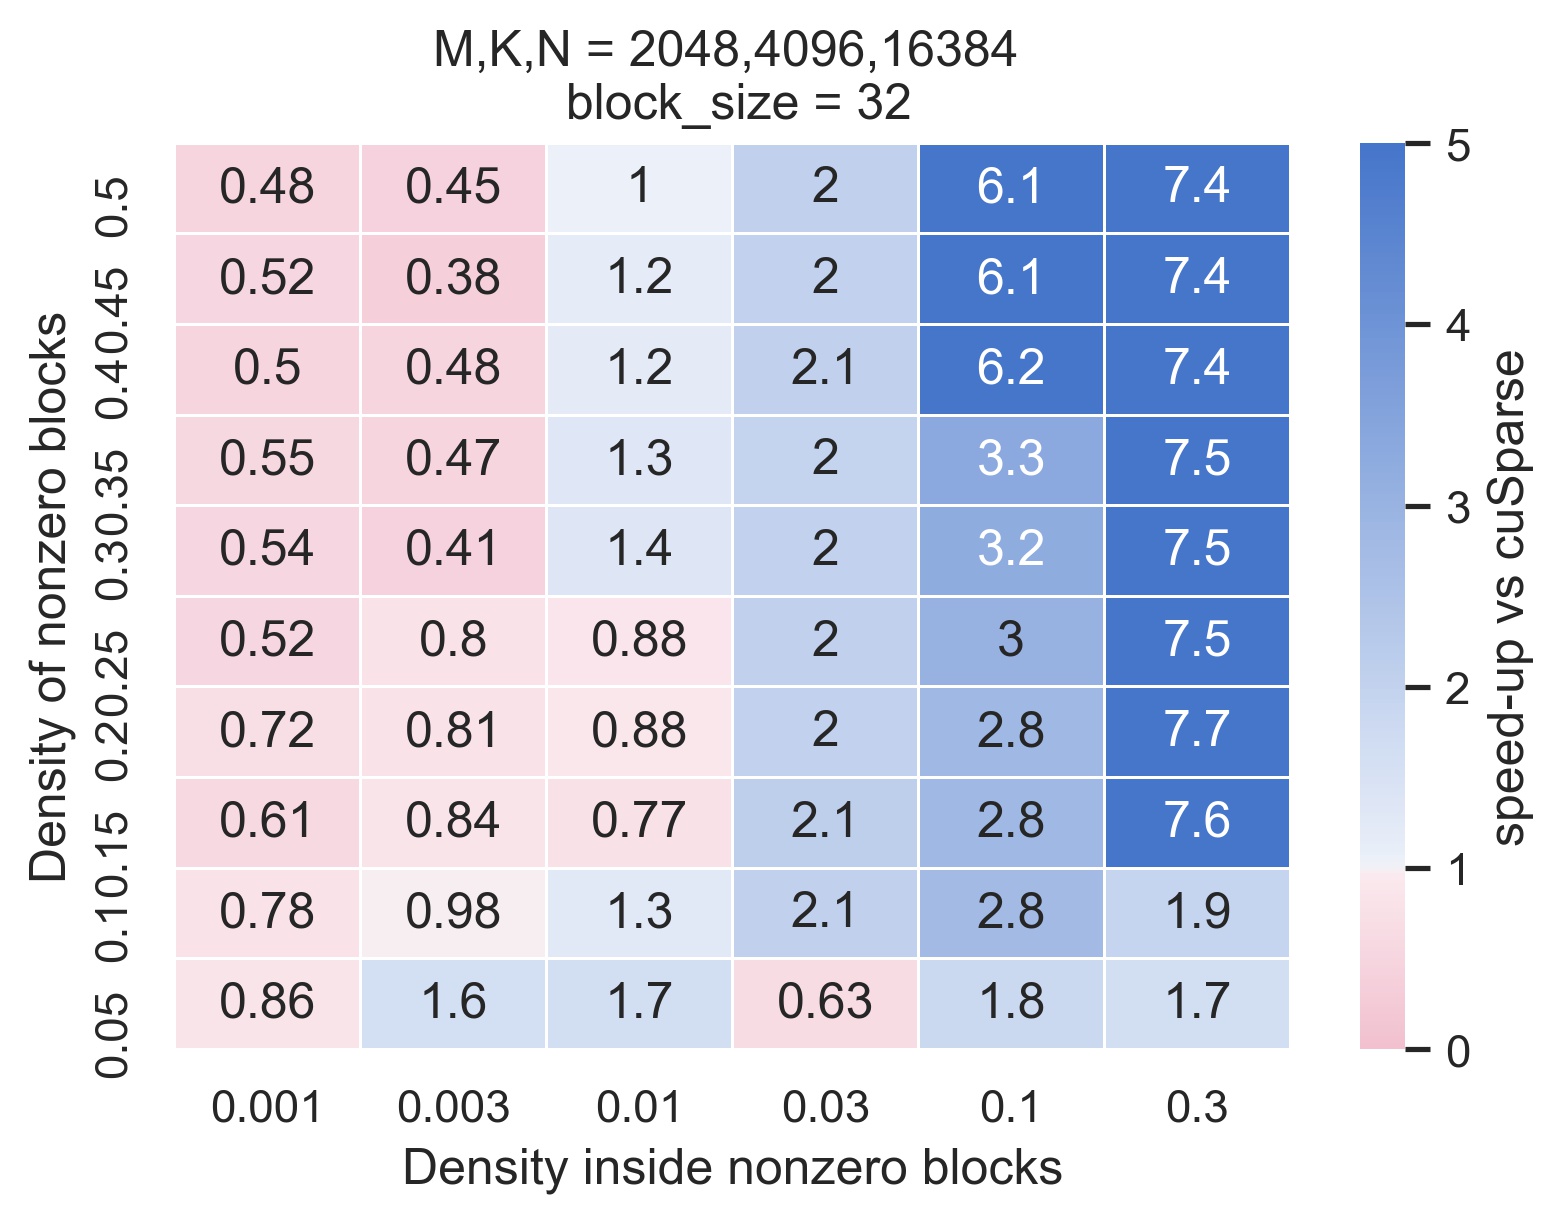 M,K,N = 2048,4096,16384
block_size = 32
Density of nonzero blocks
0.5 0.48 0.45 1 2 6.1 7.4
0.45 0.52 0.38 1.2 2 6.1 7.4
0.4 0.5 0.48 1.2 2.1 6.2 7.4
0.35 0.55 0.47 1.3 2 3.3 7.5
0.3 0.54 0.41 1.4 2 3.2 7.5
0.25 0.52 0.8 0.88 2 3 7.5
0.2 0.72 0.81 0.88 2 2.8 7.7
0.15 0.61 0.84 0.77 2.1 2.8 7.6
0.1 0.78 0.98 1.3 2.1 2.8 1.9
0.05 0.86 1.6 1.7 0.63 1.8 1.7
0.001 0.003 0.01 0.03 0.1 0.3
Density inside nonzero blocks
5
4
3
2
1
0
speed-up vs cuSparse